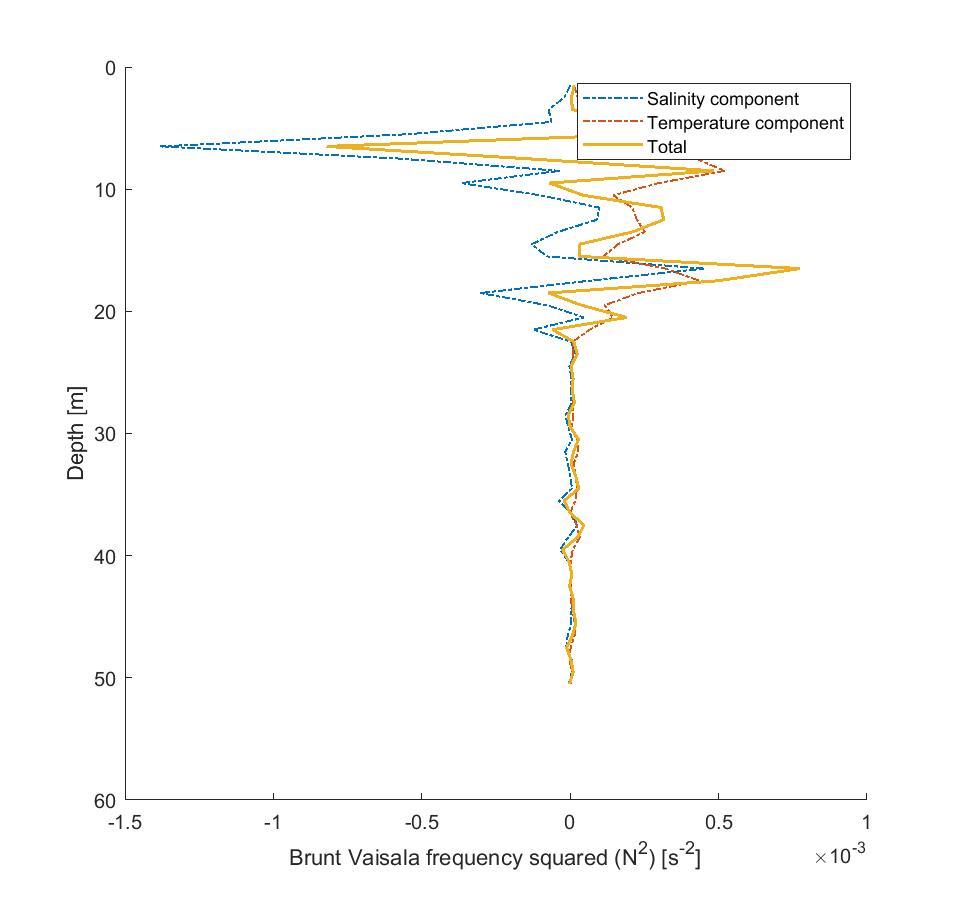 0
10
20
30
40
50
60
Depth [m]
Salinity component
Temperature component
Total
-1.5
-1
-0.5
0
0.5
1
×10-3
Brunt Vaisala frequency squared (N2) [s-2]